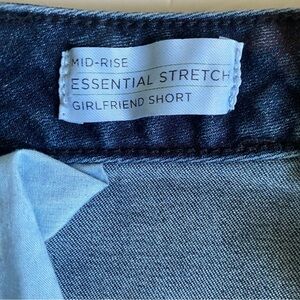 MID-RISE
ESSENTIAL STRETCH
GIRLFRIEND SHORT